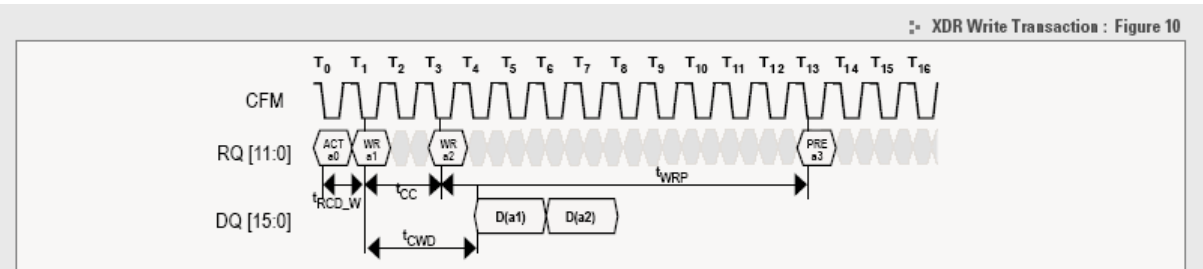 XDR Write Transaction : Figure 10
T0 T1 T2 T3 T4 T5 T6 T7 T8 T9 T10 T11 T12 T13 T14 T15 T16
CFM
RQ [11:0]
ACT a0
WR a1
WR a2
PRE a3
tRCD_W
tCC
tWRP
DQ [15:0]
D(a1)
D(a2)
tCWD